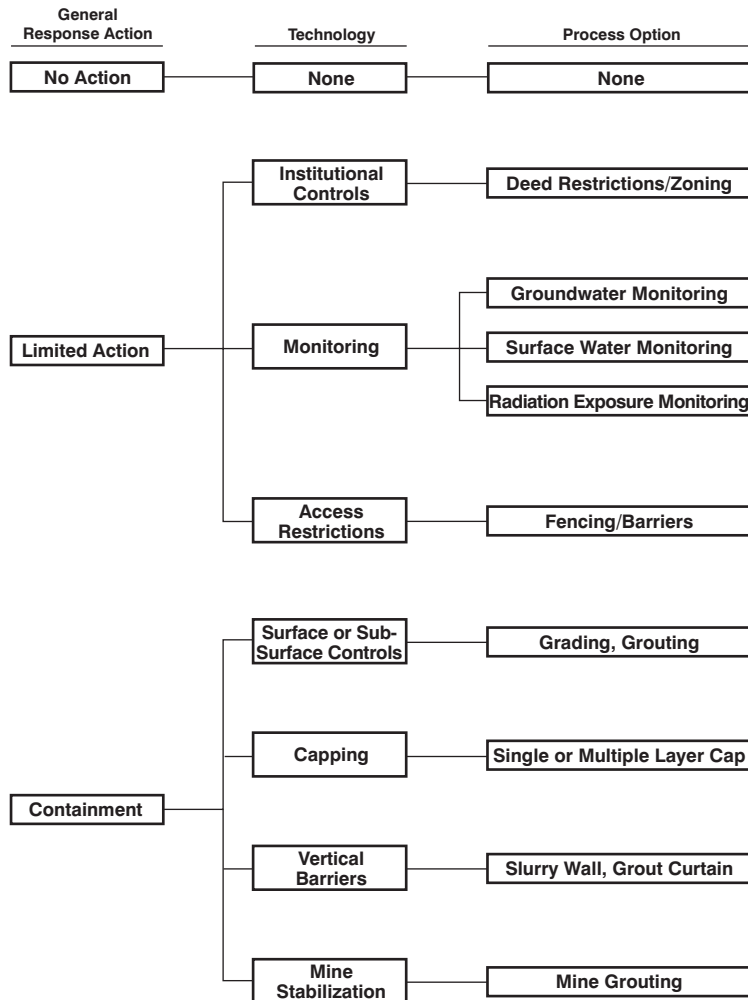 General
Response Action
Technology
Process Option
No Action
None
None
Institutional
Controls
Deed Restrictions/Zoning
Groundwater Monitoring
Limited Action
Monitoring
Surface Water Monitoring
Radiation Exposure Monitoring
Access
Restrictions
Fencing/Barriers
Surface or Sub-
Surface Controls
Grading, Grouting
Capping
Single or Multiple Layer Cap
Containment
Vertical
Barriers
Slurry Wall, Grout Curtain
Mine
Stabilization
Mine Grouting